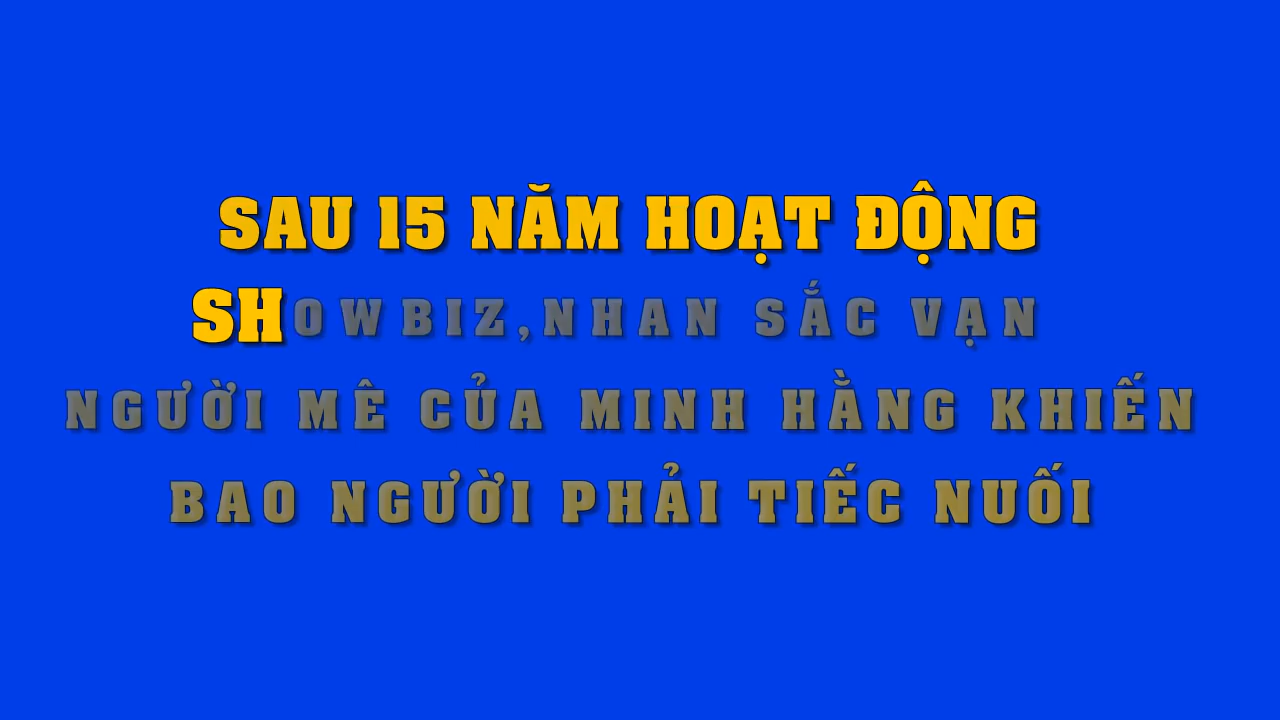 SAU 15 NĂM HOẠT ĐỘNG
SHOWBIZ,NHAN SẮC VẠN
NGƯỜI MÊ CỦA MINH HẰNG KHIẾN
BAO NGƯỜI PHẢI TIẾC NUỐI